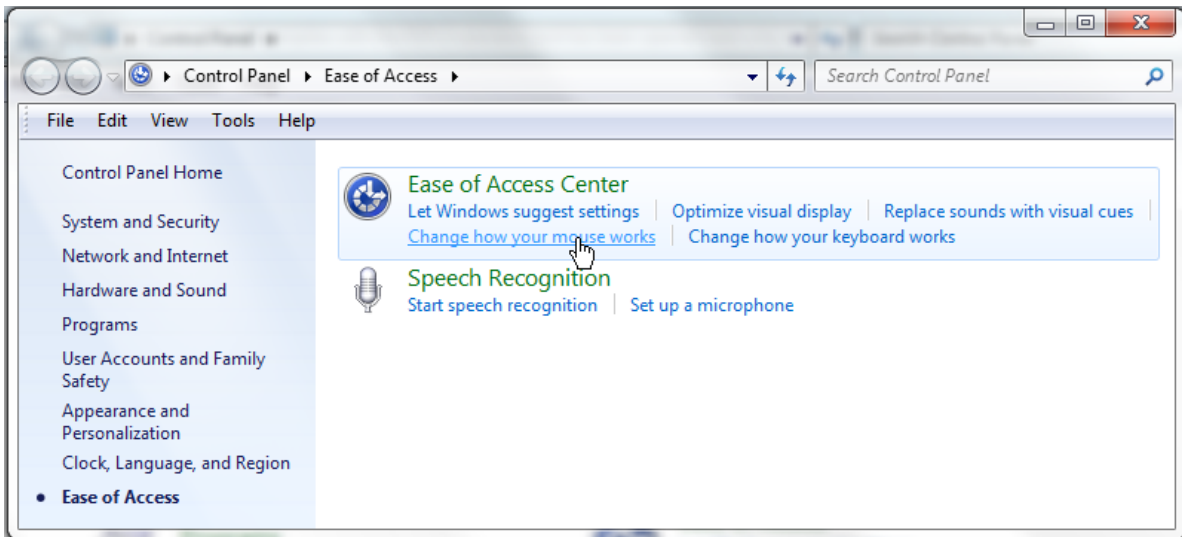 Control Panel ▸ Ease of Access ▸
Search Control Panel
File Edit View Tools Help
Control Panel Home
System and Security
Network and Internet
Hardware and Sound
Programs
User Accounts and Family
Safety
Appearance and
Personalization
Clock, Language, and Region
• Ease of Access
Ease of Access Center
Let Windows suggest settings | Optimize visual display | Replace sounds with visual cues |
Change how your mouse works | Change how your keyboard works
Speech Recognition
Start speech recognition | Set up a microphone